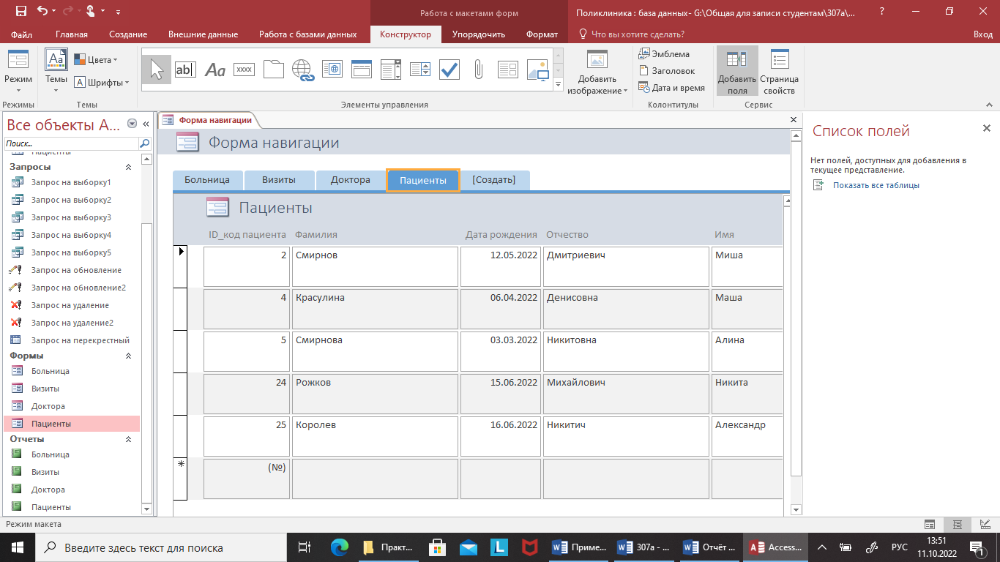 Работа с макетами форм
Поликлиника : база данных- G:\Общая для записи студентам\307a\...
?
Файл
Главная
Создание
Внешние данные
Работа с базами данных
Конструктор
Упорядочить
Формат
Что вы хотите сделать?
Вход
Режим
Темы
Цвета
Шрифты
ab|
Aa
xxxx
Добавить изображение
Эмблема
Заголовок
Дата и время
Добавить поля
Страница свойств
Режимы
Темы
Элементы управления
Колонтитулы
Сервис
Все объекты A...
Поиск...
Пациенты
Запросы
Запрос на выборку1
Запрос на выборку2
Запрос на выборку3
Запрос на выборку4
Запрос на выборку5
Запрос на обновление
Запрос на обновление2
Запрос на удаление
Запрос на удаление2
Запрос на перекрестный
Формы
Больница
Визиты
Доктора
Пациенты
Отчеты
Больница
Визиты
Доктора
Пациенты
Форма навигации
Форма навигации
Больница
Визиты
Доктора
Пациенты
[Создать]
Пациенты
ID_код пациента Фамилия Дата рождения Отчество Имя
2 Смирнов 12.05.2022 Дмитриевич Миша
4 Красулина 06.04.2022 Денисовна Маша
5 Смирнова 03.03.2022 Никитовна Алина
24 Рожков 15.06.2022 Михайлович Никита
25 Королев 16.06.2022 Никитич Александр
(№)
Список полей
Нет полей, доступных для добавления в
текущее представление.
Показать все таблицы
Режим макета
Введите здесь текст для поиска
Практ...
Приме...
307а - ...
Отчёт ...
Access...
РУС
13:51
11.10.2022
1